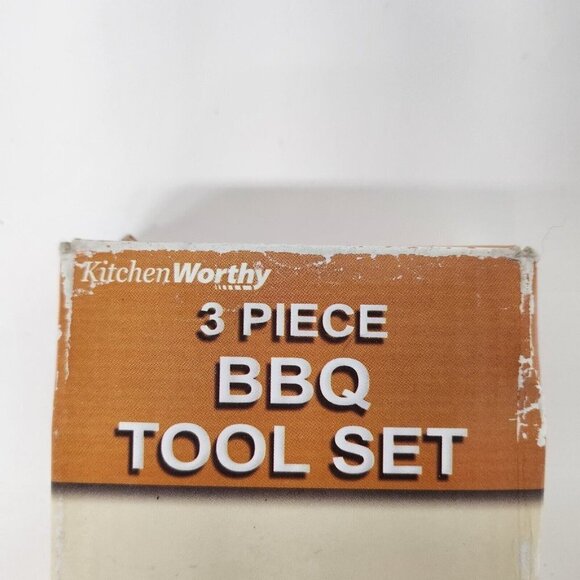 KitchenWorthy
3 PIECE
BBQ
TOOL SET